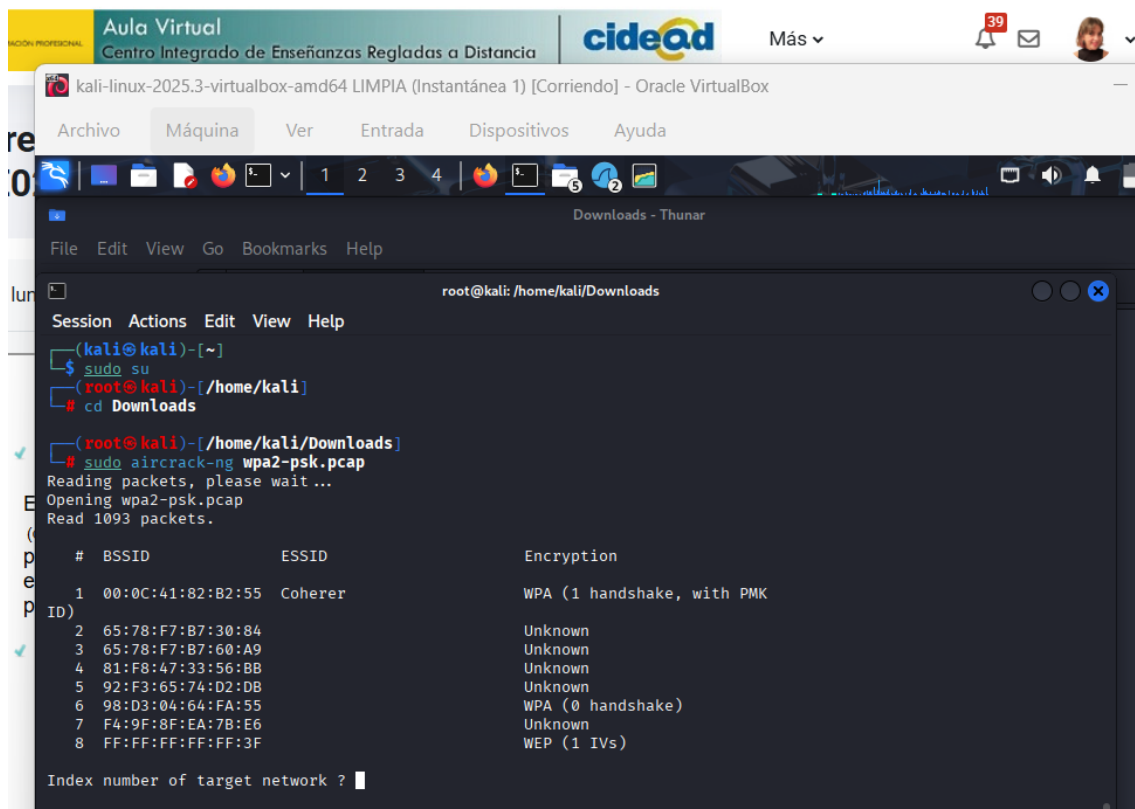 ACIÓN PROFESIONAL
Aula Virtual
Centro Integrado de Enseñanzas Regladas a Distancia
cidead
Más
39
kali-linux-2025.3-virtualbox-amd64 LIMPIA (Instantánea 1) [Corriendo] - Oracle VirtualBox
Archivo Máquina Ver Entrada Dispositivos Ayuda
re
1 2 3 4 5 2
Downloads - Thunar
File Edit View Go Bookmarks Help
lun
root@kali: /home/kali/Downloads
Session Actions Edit View Help
┌──(kali㉿kali)-[~]
└─$ sudo su
┌──(root㉿kali)-[/home/kali]
└─# cd Downloads
┌──(root㉿kali)-[/home/kali/Downloads]
└─# sudo aircrack-ng wpa2-psk.pcap
Reading packets, please wait...
Opening wpa2-psk.pcap
Read 1093 packets.
# BSSID ESSID Encryption
1 00:0C:41:82:B2:55 Coherer WPA (1 handshake, with PMK
ID)
2 65:78:F7:B7:30:84 Unknown
3 65:78:F7:B7:60:A9 Unknown
4 81:F8:47:33:56:BB Unknown
5 92:F3:65:74:D2:DB Unknown
6 98:D3:04:64:FA:55 WPA (0 handshake)
7 F4:9F:8F:EA:7B:E6 Unknown
8 FF:FF:FF:FF:FF:3F WEP (1 IVs)
Index number of target network ?